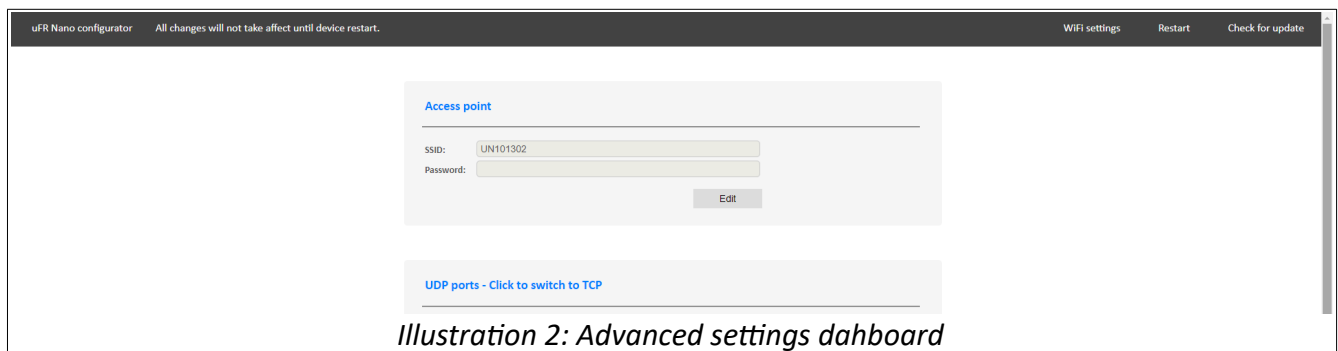 uFR Nano configurator All changes will not take affect until device restart. WiFi settings Restart Check for update
Access point
SSID: UN101302
Password:
Edit
UDP ports - Click to switch to TCP
Illustration 2: Advanced settings dahboard